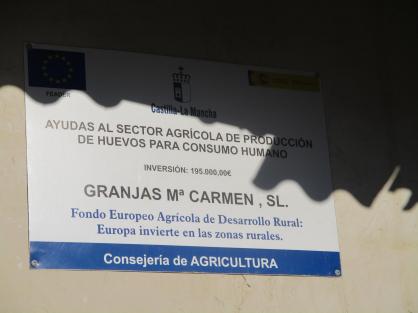 FEADER
Castilla-La Mancha
AYUDAS AL SECTOR AGRÍCOLA DE PRODUCCIÓN
DE HUEVOS PARA CONSUMO HUMANO
INVERSIÓN: 195.000,00€
GRANJAS Mª CARMEN , SL.
Fondo Europeo Agrícola de Desarrollo Rural:
Europa invierte en las zonas rurales.
Consejería de AGRICULTURA